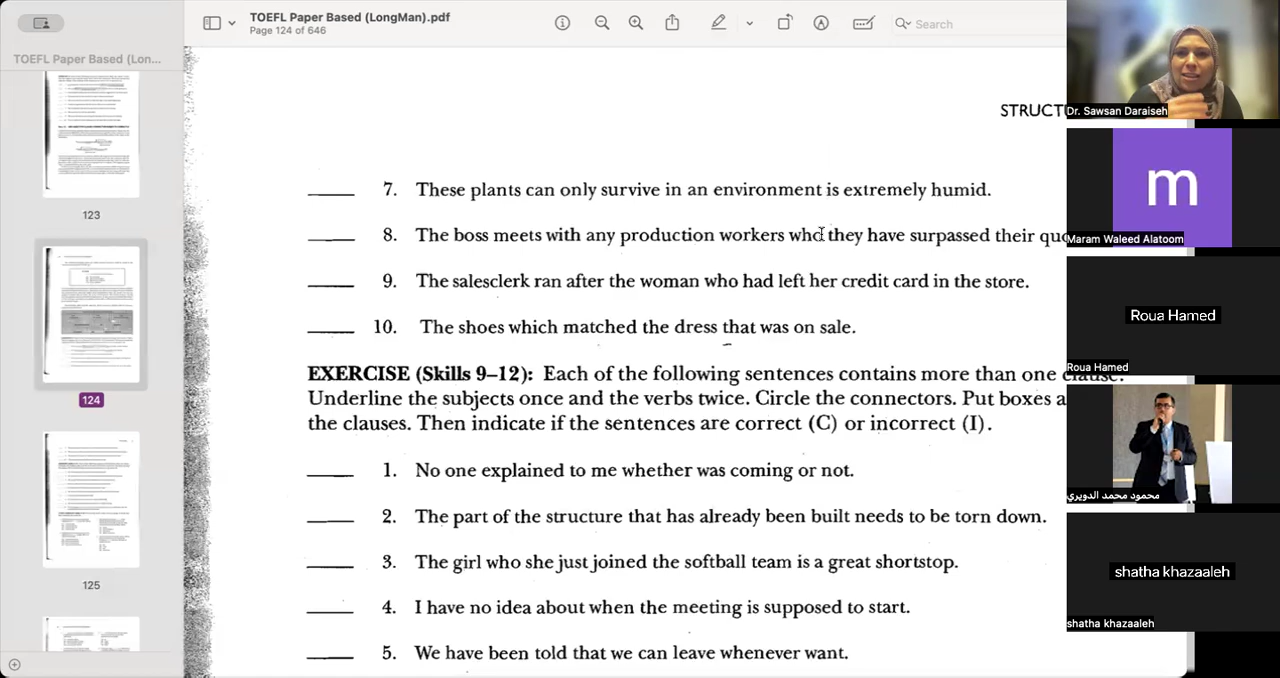 TOEFL Paper Based (LongMan).pdf
Page 124 of 646
Search
TOEFL Paper Based (Lon...
123
124
125
STRUCT
7. These plants can only survive in an environment is extremely humid.
8. The boss meets with any production workers who they have surpassed their quo
9. The salesclerk ran after the woman who had left her credit card in the store.
10. The shoes which matched the dress that was on sale.
EXERCISE (Skills 9–12): Each of the following sentences contains more than one clause.
Underline the subjects once and the verbs twice. Circle the connectors. Put boxes a
the clauses. Then indicate if the sentences are correct (C) or incorrect (I).
1. No one explained to me whether was coming or not.
2. The part of the structure that has already been built needs to be torn down.
3. The girl who she just joined the softball team is a great shortstop.
4. I have no idea about when the meeting is supposed to start.
5. We have been told that we can leave whenever want.
Dr. Sawsan Daraiseh
m
Maram Waleed Alatoom
Roua Hamed
Roua Hamed
محمود محمد الدويري
shatha khazaaleh
shatha khazaaleh